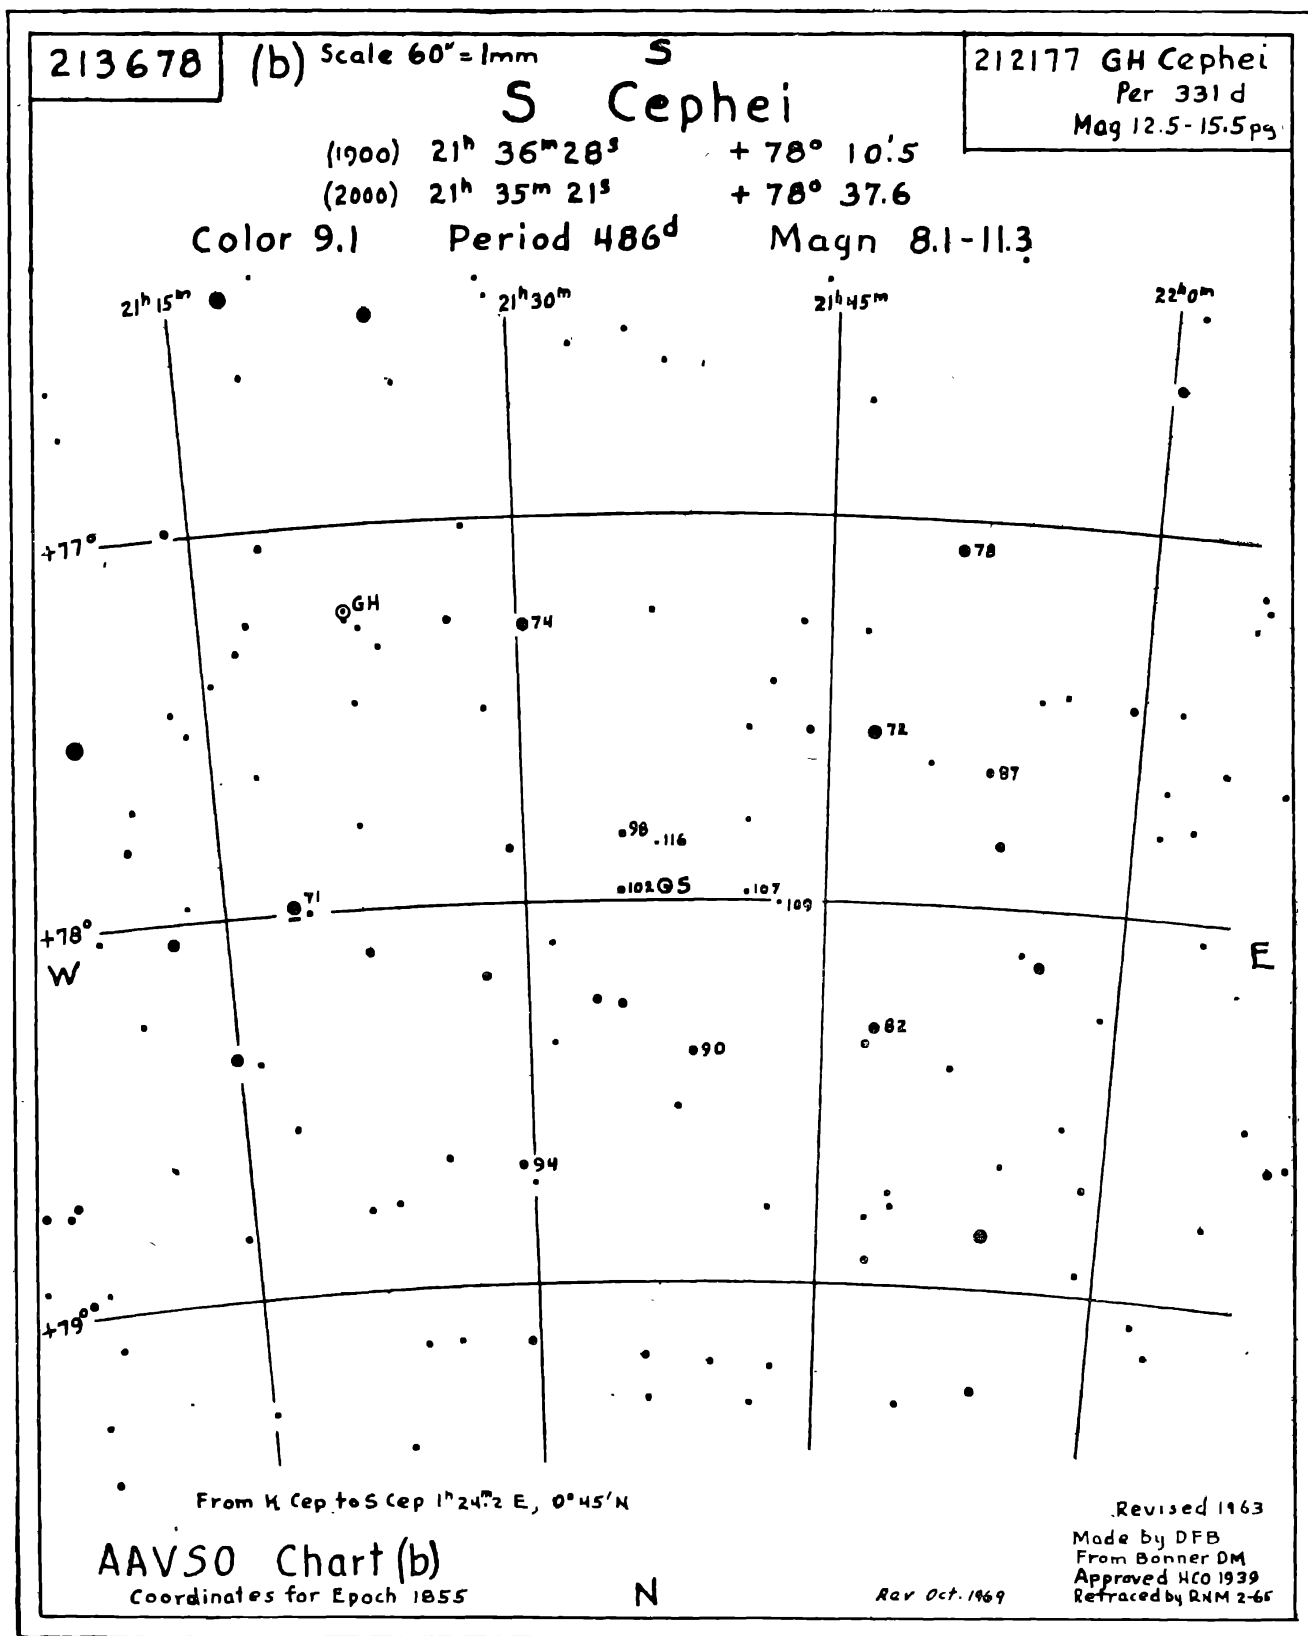 213678 (b) Scale 60"=1mm S
S Cephei
212177 GH Cephei
Per 331 d
Mag 12.5-15.5 pg
(1900) 21ʰ 36ᵐ 28ˢ + 78° 10.'5
(2000) 21ʰ 35ᵐ 21ˢ + 78° 37.6
Color 9.1 Period 486ᵈ Magn 8.1-11.3
21ʰ 15ᵐ 21ʰ 30ᵐ 21ʰ 45ᵐ 22ʰ 0ᵐ
+77° 78
GH 74
72
87
98 116
102 S 107
71 109
+78°
W E
82
90
94
+79°
From K Cep to S Cep 1ʰ 24.ᵐ2 E, 0° 45' N
Revised 1963
Made by DFB
From Bonner DM
Approved HCO 1939
Retraced by RNM 2-65
AAVSO Chart (b)
Coordinates for Epoch 1855 N Rev Oct. 1969